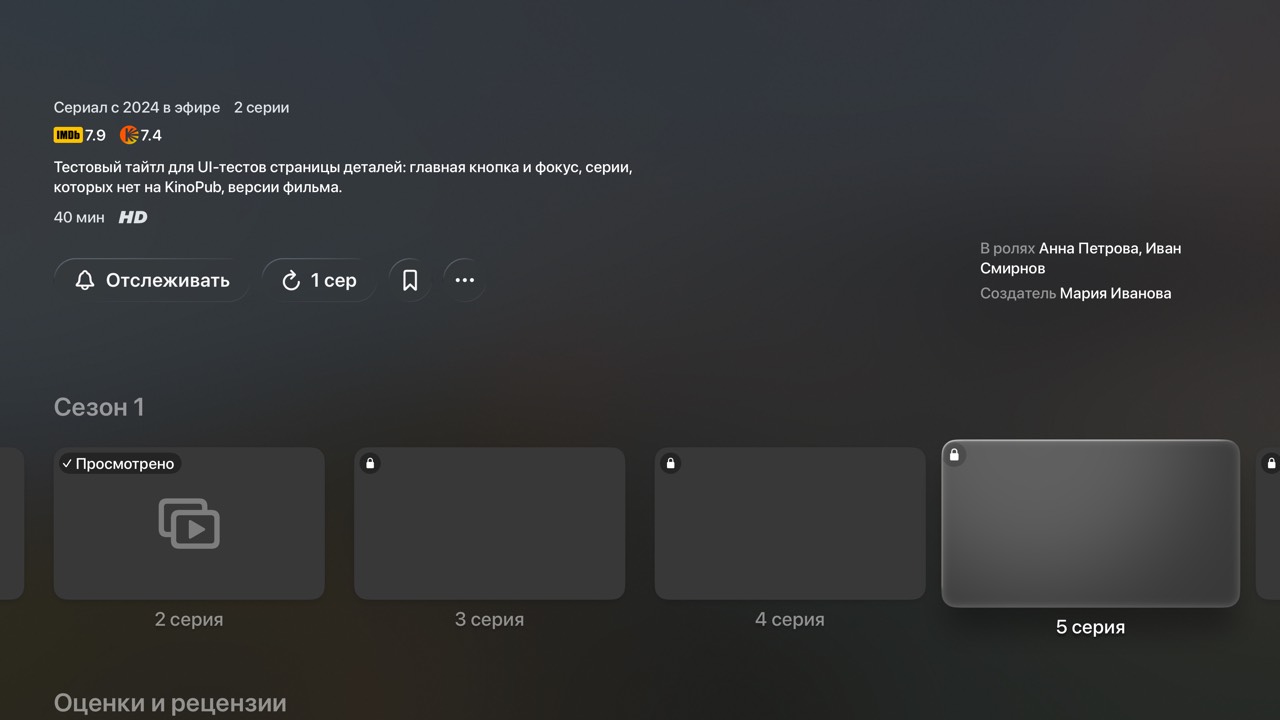 Сериал с 2024 в эфире 2 серии
IMDb 7.9 7.4
Тестовый тайтл для UI-тестов страницы деталей: главная кнопка и фокус, серии,
которых нет на KinoPub, версии фильма.
40 мин HD
В ролях Анна Петрова, Иван
Смирнов
Создатель Мария Иванова
Отслеживать 1 сер
Сезон 1
Просмотрено
2 серия
3 серия
4 серия
5 серия
Оценки и рецензии